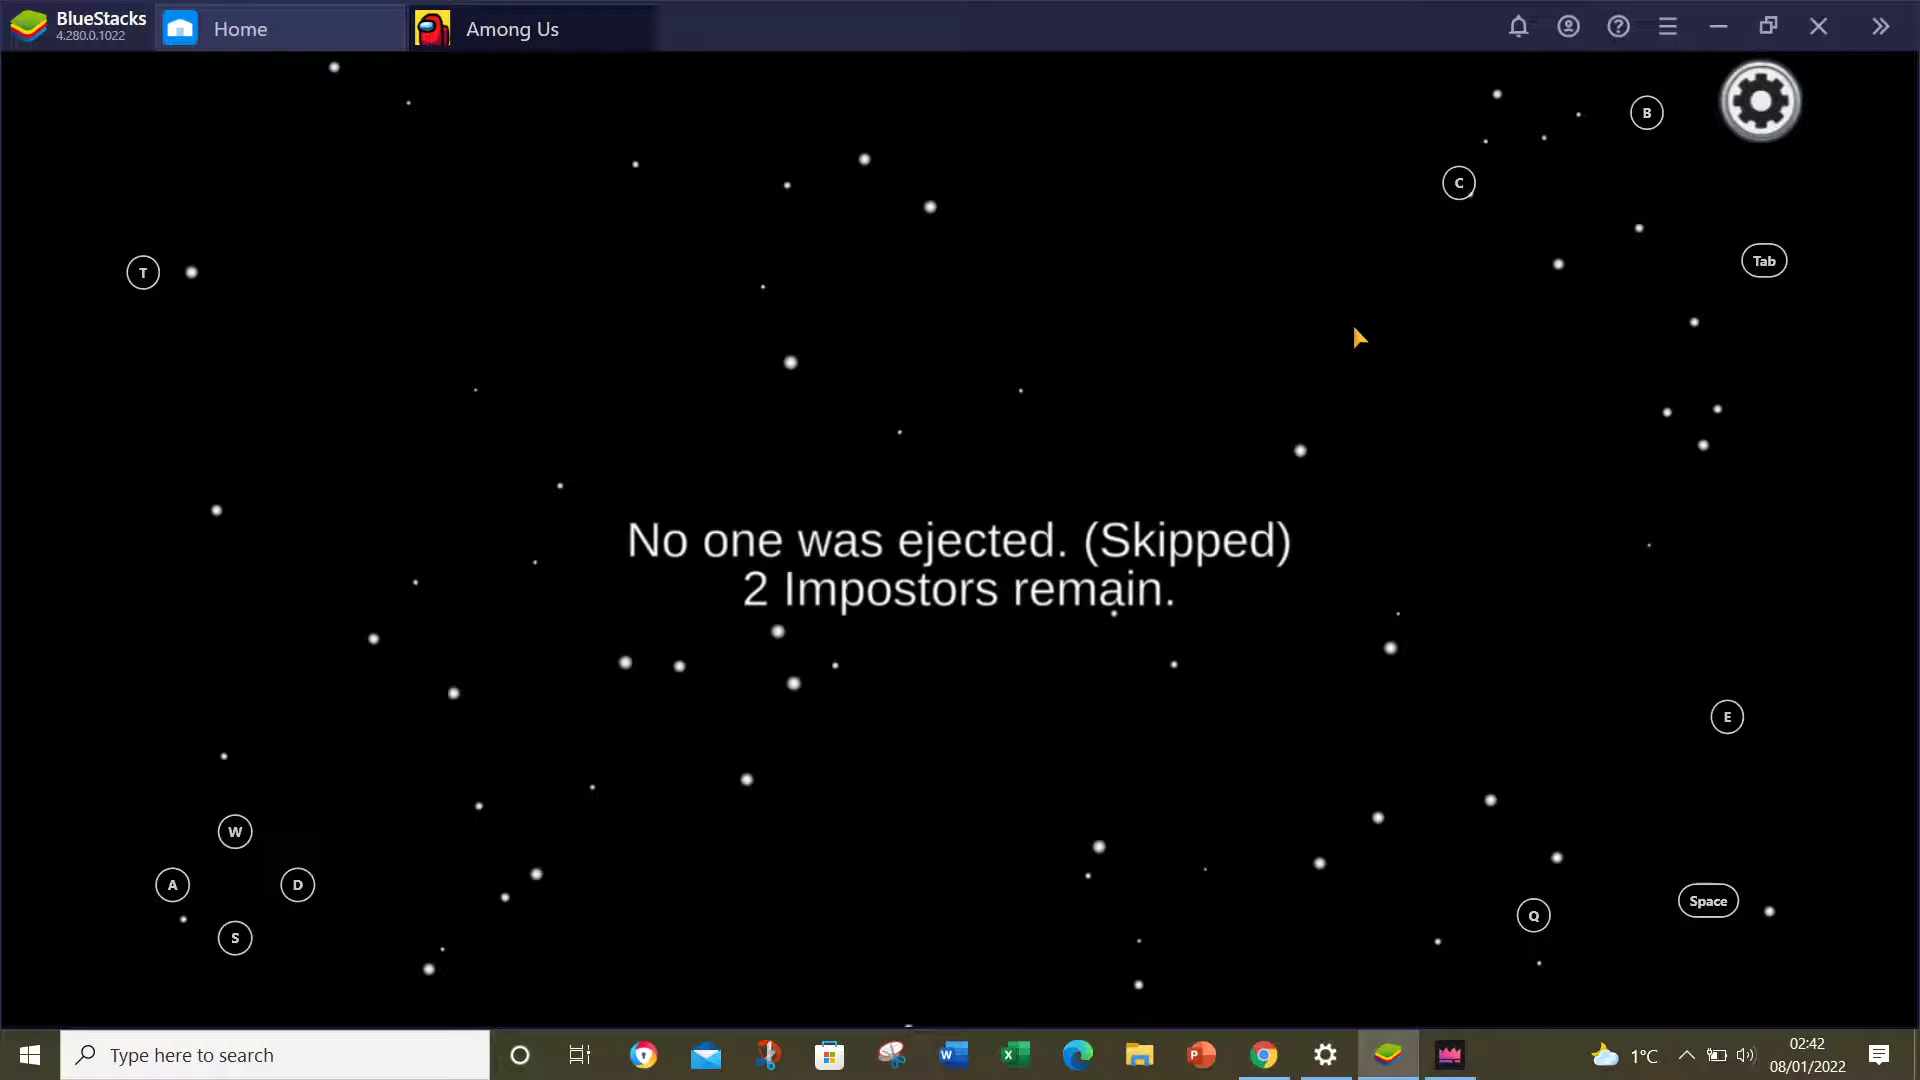 BlueStacks
4.280.0.1022
Home
Among Us
B
C
T
Tab
No one was ejected. (Skipped)
2 Impostors remain.
E
W
A
D
S
Q
Space
Type here to search
1°C
02:42
08/01/2022